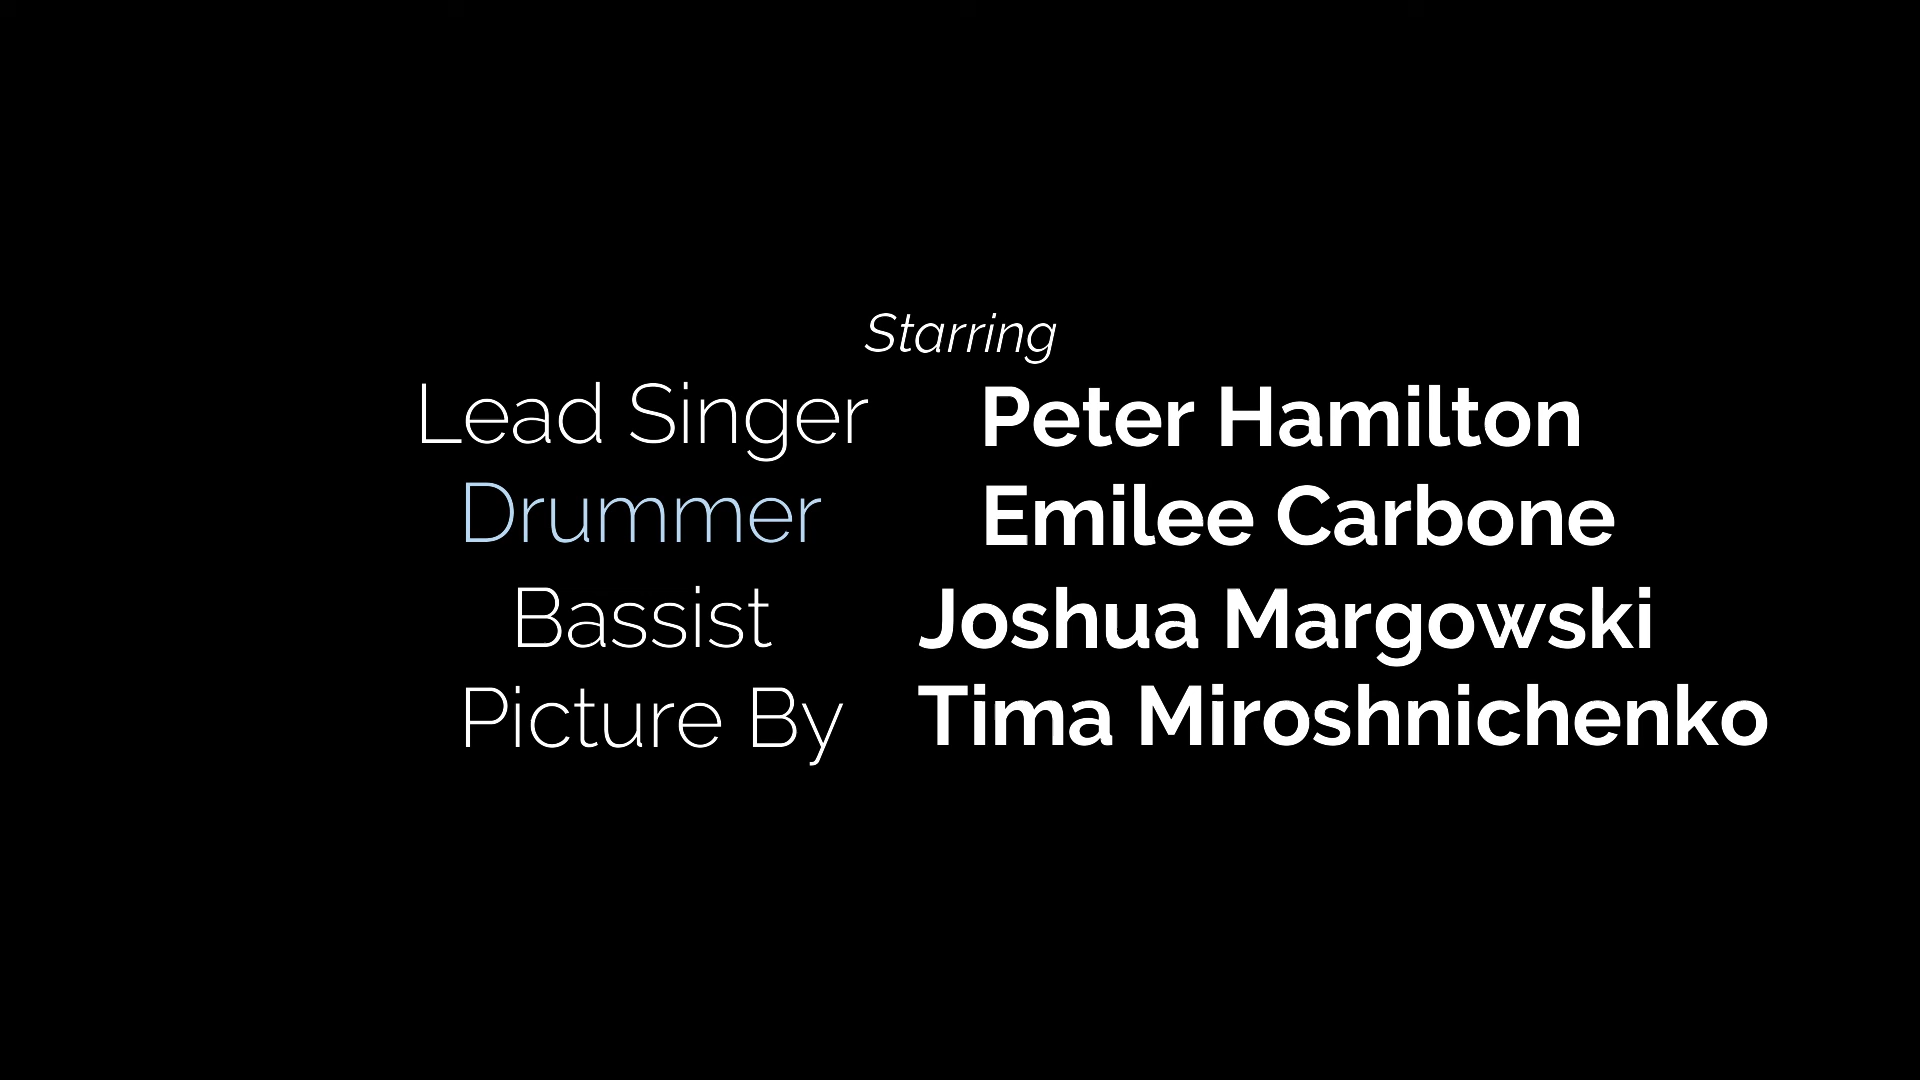 Starring
Lead Singer Peter Hamilton
Drummer Emilee Carbone
Bassist Joshua Margowski
Picture By Tima Miroshnichenko